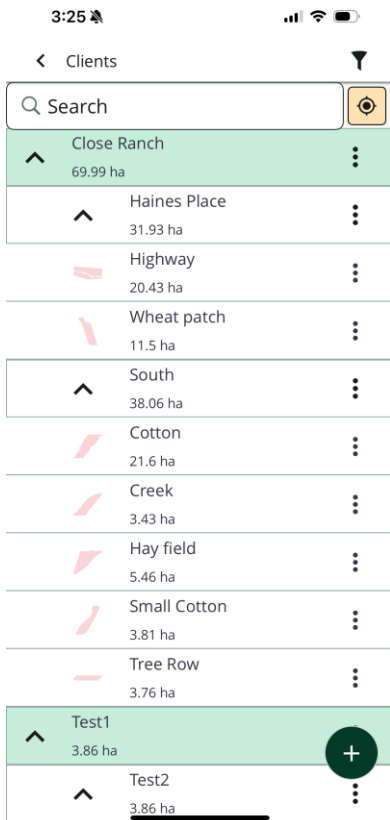 3:25
Clients
Search
Close Ranch
69.99 ha
Haines Place
31.93 ha
Highway
20.43 ha
Wheat patch
11.5 ha
South
38.06 ha
Cotton
21.6 ha
Creek
3.43 ha
Hay field
5.46 ha
Small Cotton
3.81 ha
Tree Row
3.76 ha
Test1
3.86 ha
Test2
3.86 ha